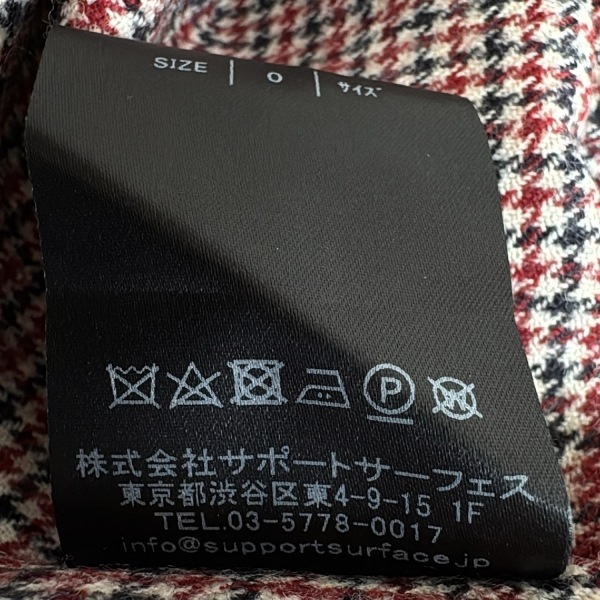 SIZE | 0 | サイズ
P
W
株式会社サポートサーフェス
東京都渋谷区東4-9-15 1F
TEL.03-5778-0017
info@supportsurface.jp